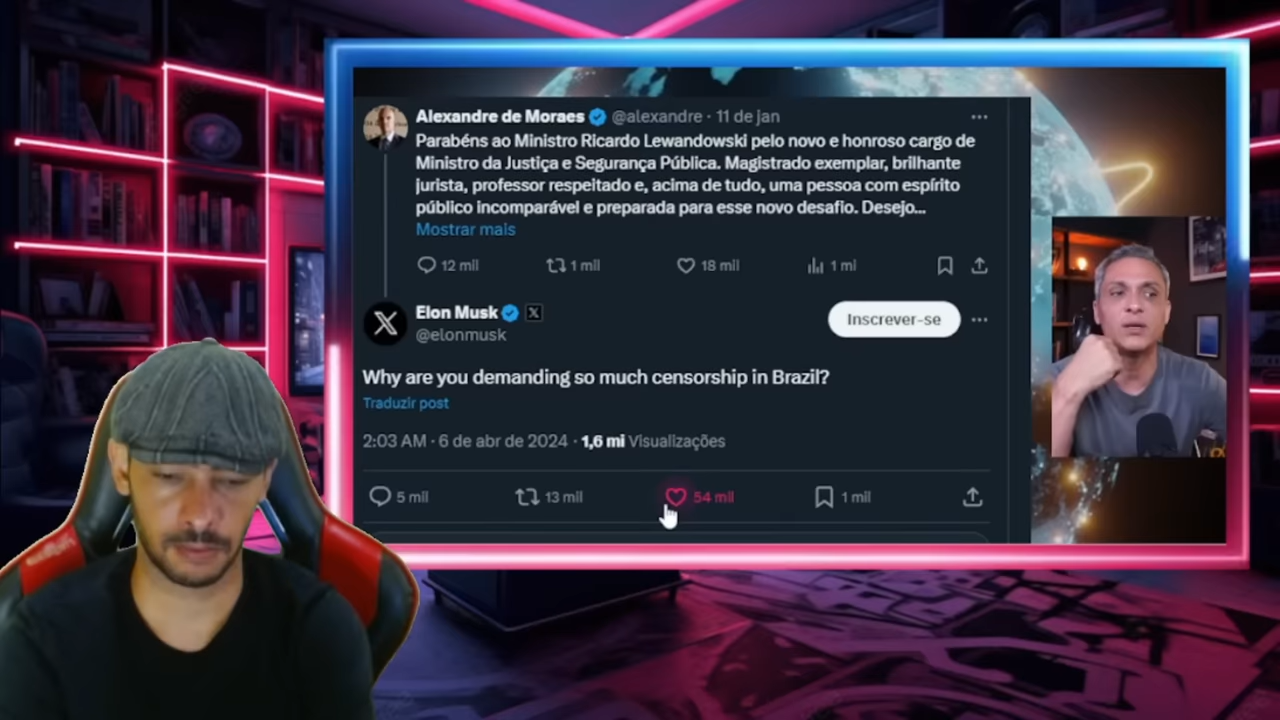 Alexandre de Moraes @alexandre · 11 de jan
Parabéns ao Ministro Ricardo Lewandowski pelo novo e honroso cargo de
Ministro da Justiça e Segurança Pública. Magistrado exemplar, brilhante
jurista, professor respeitado e, acima de tudo, uma pessoa com espírito
público incomparável e preparada para esse novo desafio. Desejo...
Mostrar mais
12 mil 1 mil 18 mil 1 mi
Elon Musk X
@elonmusk
Inscrever-se
Why are you demanding so much censorship in Brazil?
Traduzir post
2:03 AM · 6 de abr de 2024 · 1,6 mi Visualizações
5 mil 13 mil 54 mil 1 mil